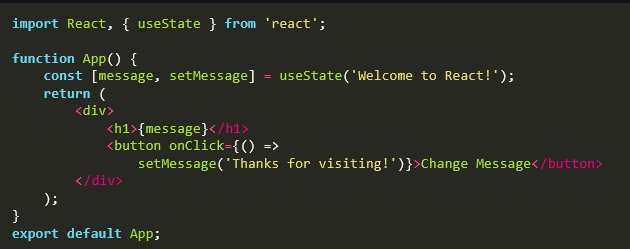 import React, { useState } from 'react';

function App() {
    const [message, setMessage] = useState('Welcome to React!');
    return (
        <div>
            <h1>{message}</h1>
            <button onClick={() =>
                setMessage('Thanks for visiting!')}>Change Message</button>
        </div>
    );
}
export default App;